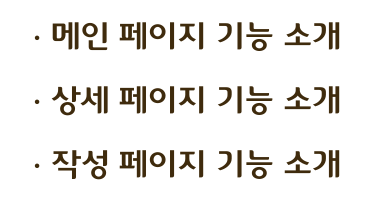 · 메인 페이지 기능 소개
· 상세 페이지 기능 소개
· 작성 페이지 기능 소개